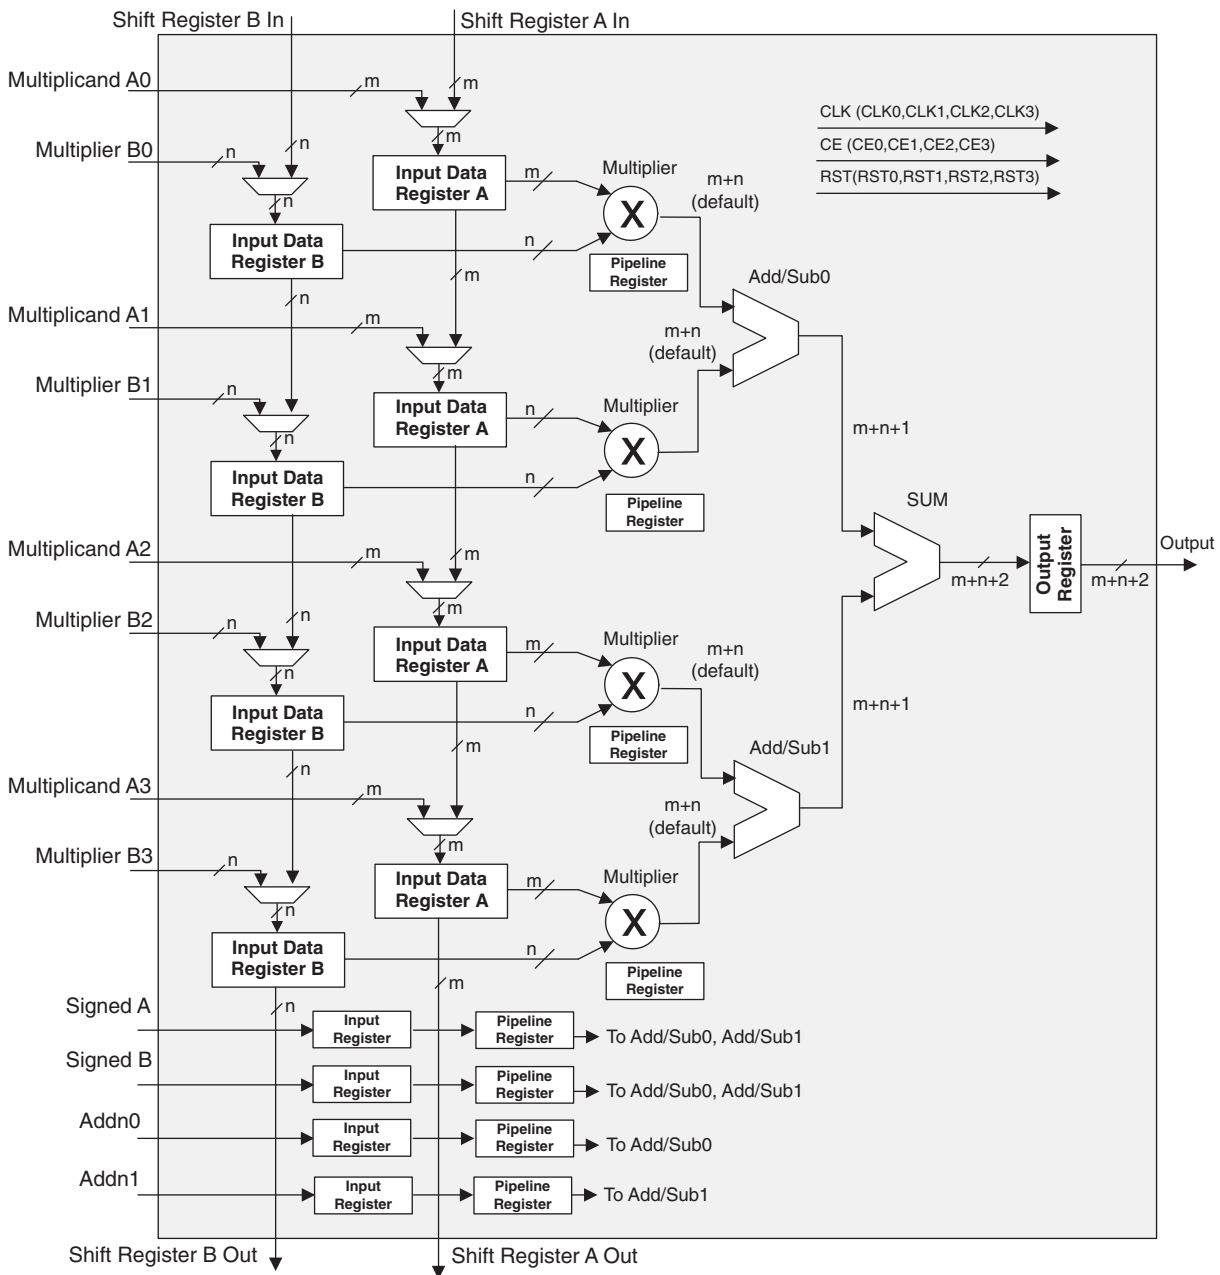 Shift Register B In
Shift Register A In
Multiplicand A0
m
m
CLK (CLK0,CLK1,CLK2,CLK3)
m
Multiplier B0
n
n
CE (CE0,CE1,CE2,CE3)
Input Data
Register A
m
Multiplier
m+n
(default)
RST(RST0,RST1,RST2,RST3)
n
X
Input Data
Register B
n
Pipeline
Register
m
Add/Sub0
n
Multiplicand A1
m
m+n
(default)
m
Multiplier B1
n
Input Data
Register A
n
Multiplier
m+n+1
n
X
Input Data
Register B
n
Pipeline
Register
SUM
Multiplicand A2
m
m
Output
Register
Output
m+n+2
m+n+2
m
Multiplier B2
n
n
Input Data
Register A
m
Multiplier
m+n
(default)
n
X
m+n+1
Input Data
Register B
n
Pipeline
Register
m
Add/Sub1
n
Multiplicand A3
m
m+n
(default)
m
Multiplier B3
n
Input Data
Register A
m
Multiplier
n
X
Input Data
Register B
n
Pipeline
Register
m
Signed A
n
Input
Register
Pipeline
Register
To Add/Sub0, Add/Sub1
Signed B
Input
Register
Pipeline
Register
To Add/Sub0, Add/Sub1
Addn0
Input
Register
Pipeline
Register
To Add/Sub0
Addn1
Input
Register
Pipeline
Register
To Add/Sub1
Shift Register B Out
Shift Register A Out